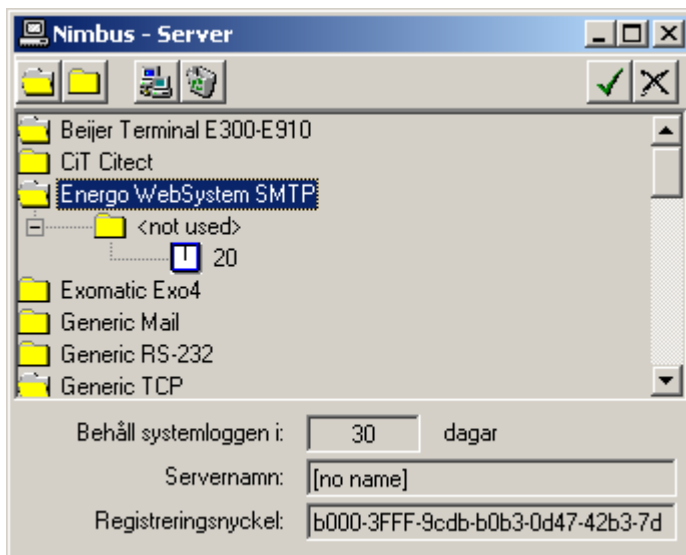 Nimbus - Server
Beijer Terminal E300-E910
CiT Citect
Energo WebSystem SMTP
<not used>
20
Exomatic Exo4
Generic Mail
Generic RS-232
Generic TCP
Behåll systemloggen i: 30 dagar
Servernamn: [no name]
Registreringsnyckel: b000-3FFF-9cdb-b0b3-0d47-42b3-7d